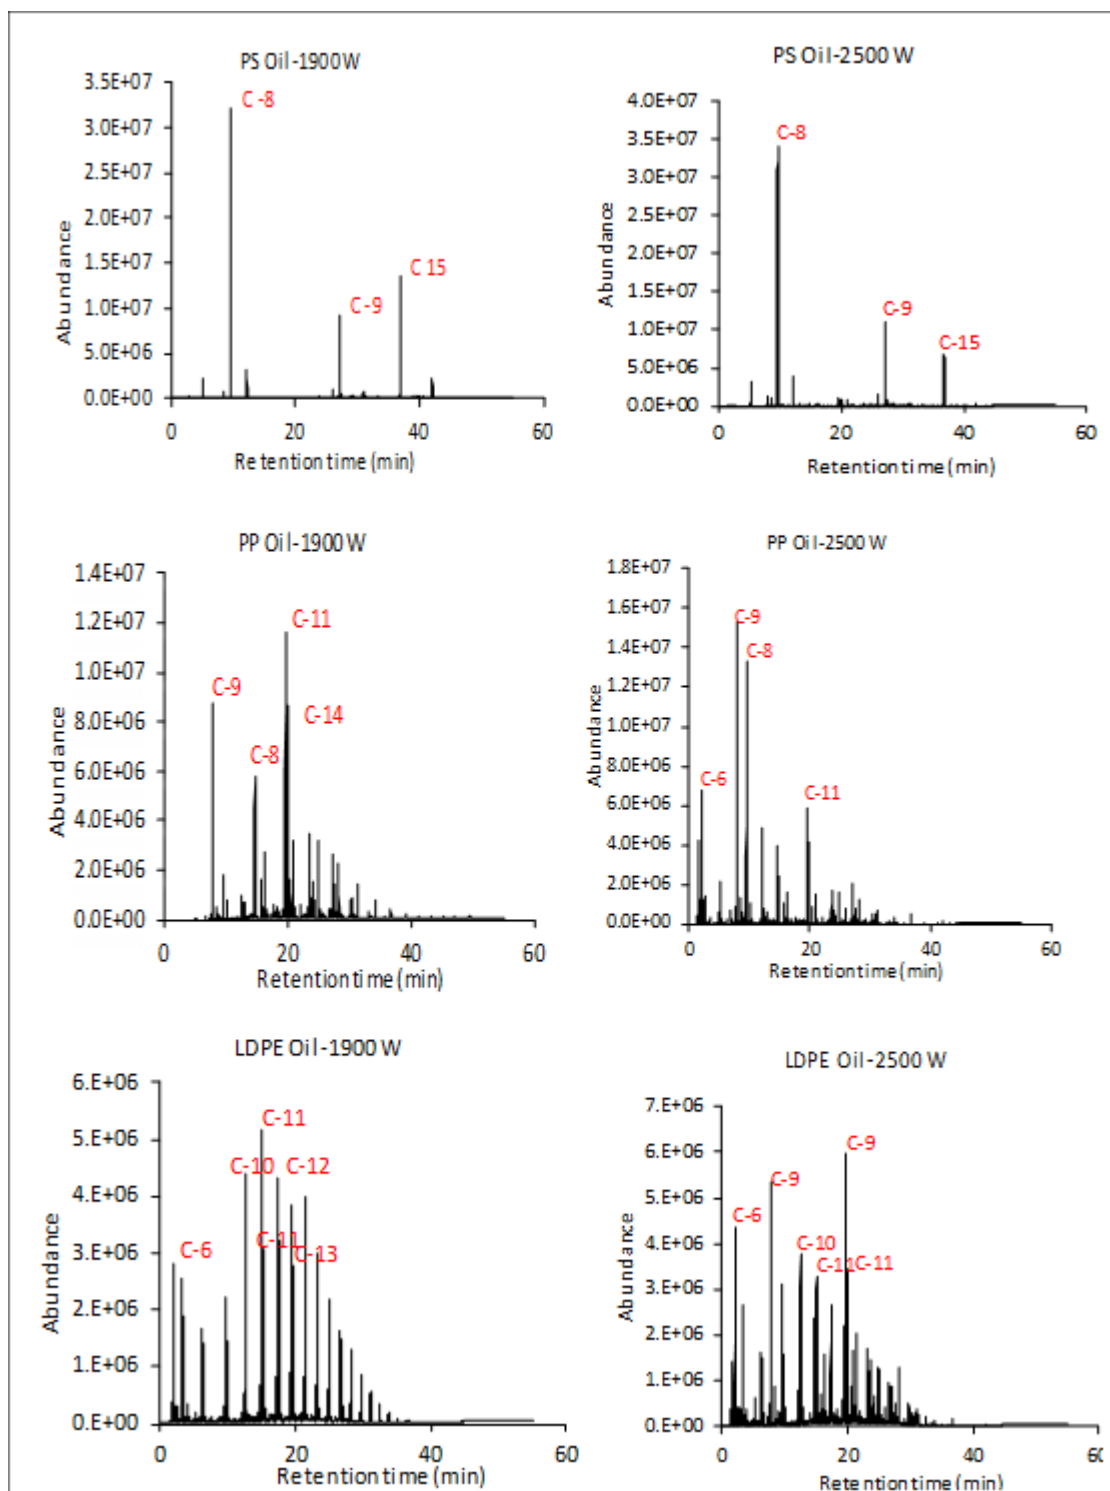 PS Oil-1900 W
3.5E+07
3.0E+07
2.5E+07
2.0E+07
1.5E+07
1.0E+07
5.0E+06
0.0E+00
Abundance
C-8
C-9
C 15
0 20 40 60
Retention time (min)
PS Oil-2500 W
4.0E+07
3.5E+07
3.0E+07
2.5E+07
2.0E+07
1.5E+07
1.0E+07
5.0E+06
0.0E+00
Abundance
C-8
C-9
C-15
0 20 40 60
Retention time (min)
PP Oil-1900 W
1.4E+07
1.2E+07
1.0E+07
8.0E+06
6.0E+06
4.0E+06
2.0E+06
0.0E+00
Abundance
C-11
C-9
C-14
C-8
0 20 40 60
Retention time (min)
PP Oil-2500 W
1.8E+07
1.6E+07
1.4E+07
1.2E+07
1.0E+07
8.0E+06
6.0E+06
4.0E+06
2.0E+06
0.0E+00
Abundance
C-9
C-8
C-6
C-11
0 20 40 60
Retention time (min)
LDPE Oil-1900 W
6.E+06
5.E+06
4.E+06
3.E+06
2.E+06
1.E+06
0.E+00
Abundance
C-11
C-10 C-12
C-6 C-11 C-13
0 20 40 60
Retention time (min)
LDPE Oil-2500 W
7.E+06
6.E+06
5.E+06
4.E+06
3.E+06
2.E+06
1.E+06
0.E+00
Abundance
C-9
C-9
C-6
C-10
C-11 C-11
0 20 40 60
Retention time (min)